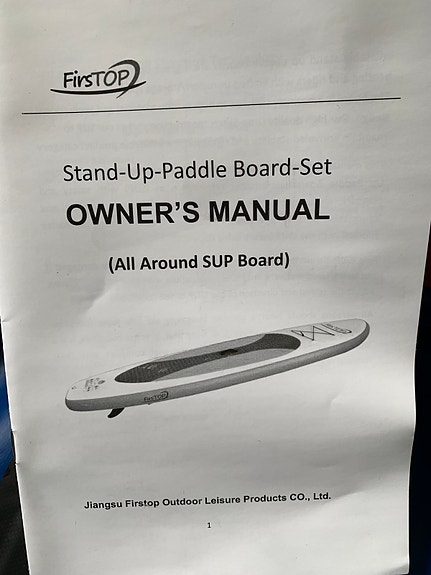 FirsTOP
Stand-Up-Paddle Board-Set
OWNER'S MANUAL
(All Around SUP Board)
FirsTOP
Jiangsu Firstop Outdoor Leisure Products CO., Ltd.
1